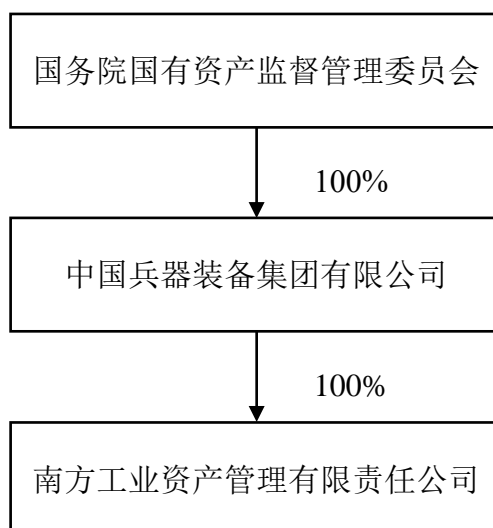 国务院国有资产监督管理委员会
100%
中国兵器装备集团有限公司
100%
南方工业资产管理有限责任公司